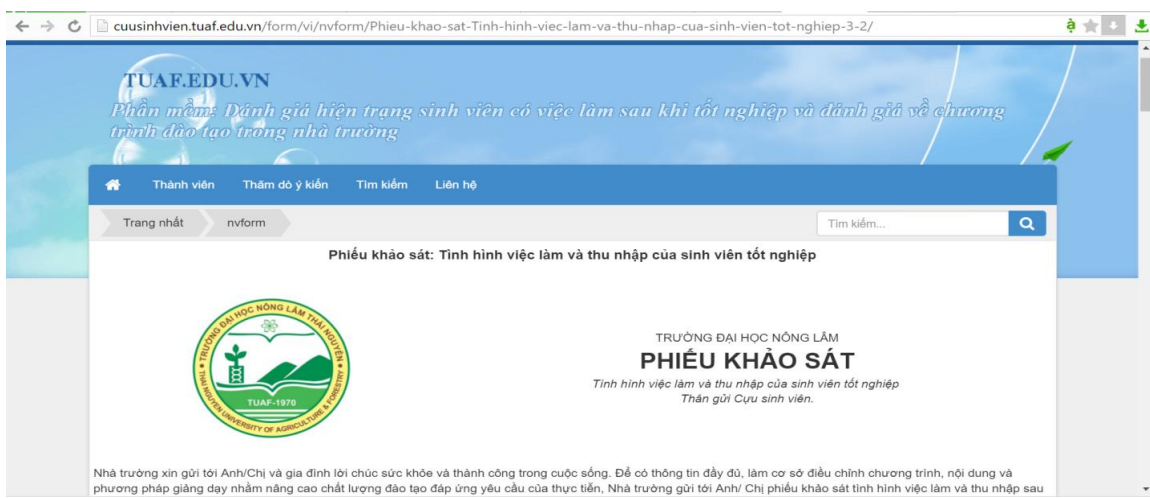 cuusinhvien.tuaf.edu.vn/form/vi/nvform/Phieu-khao-sat-Tinh-hinh-viec-lam-va-thu-nhap-cua-sinh-vien-tot-nghiep-3-2/
TUAF.EDU.VN
Phần mềm: Đánh giá hiện trạng sinh viên có việc làm sau khi tốt nghiệp và đánh giá về chương
trình đào tạo trong nhà trường
Thành viên Thăm dò ý kiến Tìm kiếm Liên hệ
Trang nhất nvform Tìm kiếm...
Phiếu khảo sát: Tình hình việc làm và thu nhập của sinh viên tốt nghiệp
TRƯỜNG ĐẠI HỌC NÔNG LÂM THÁI NGUYÊN
TUAF-1970
THAI NGUYEN UNIVERSITY OF AGRICULTURE & FORESTRY
TRƯỜNG ĐẠI HỌC NÔNG LÂM
PHIẾU KHẢO SÁT
Tình hình việc làm và thu nhập của sinh viên tốt nghiệp
Thân gửi Cựu sinh viên.
Nhà trường xin gửi tới Anh/Chị và gia đình lời chúc sức khỏe và thành công trong cuộc sống. Để có thông tin đầy đủ, làm cơ sở điều chỉnh chương trình, nội dung và
phương pháp giảng dạy nhằm nâng cao chất lượng đào tạo đáp ứng yêu cầu của thực tiễn, Nhà trường gửi tới Anh/ Chị phiếu khảo sát tình hình việc làm và thu nhập sau